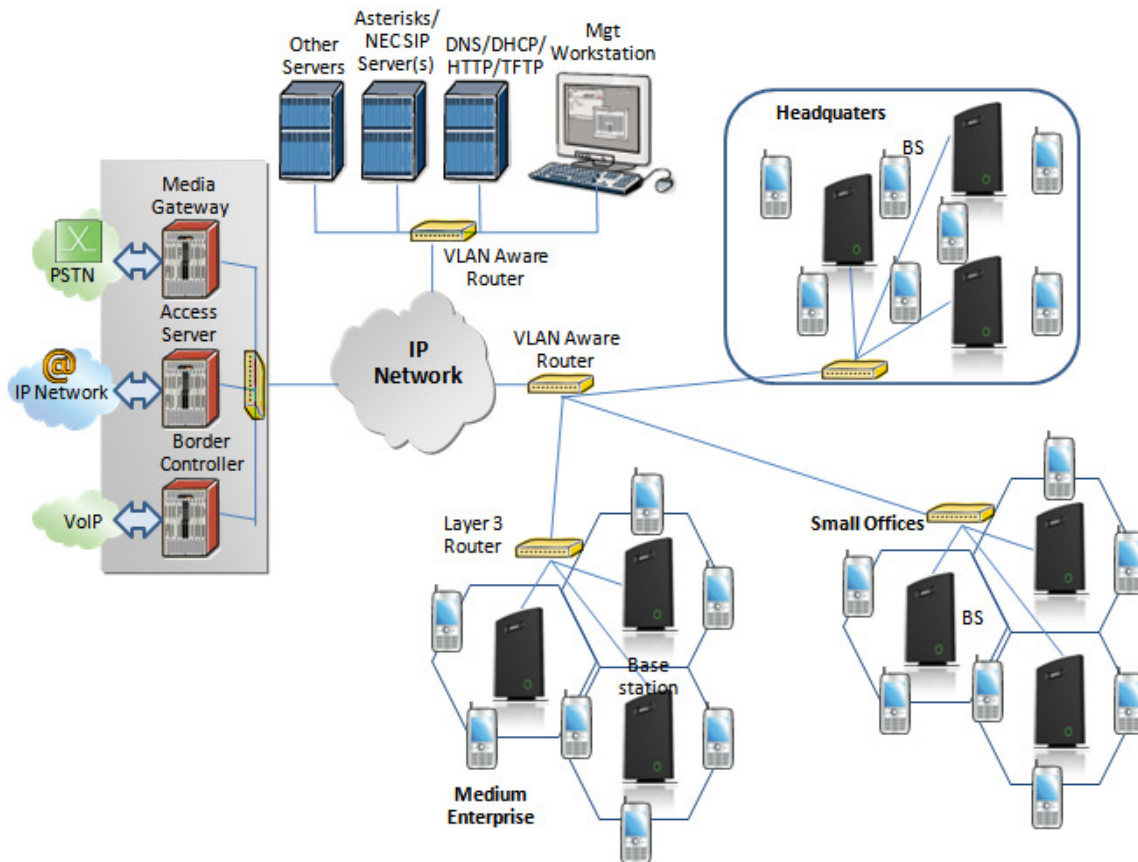 Other
Servers
Asterisks/
NEC SIP
Server(s)
DNS/DHCP/
HTTP/TFTP
Mgt
Workstation
Headquaters
BS
Media
Gateway
PSTN
VLAN Aware
Router
Access
Server
IP
Network
VLAN Aware
Router
@
IP Network
Border
Controller
VoIP
Layer 3
Router
Small Offices
BS
Base
station
Medium
Enterprise